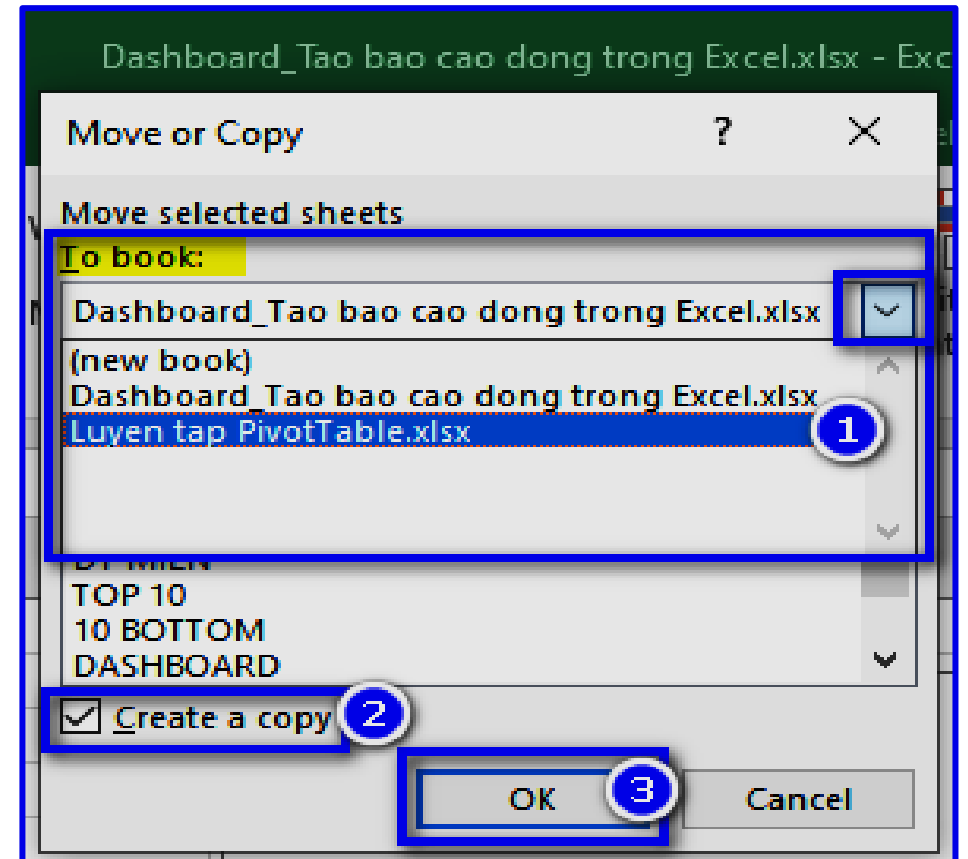 Dashboard_Tao bao cao dong trong Excel.xlsx - Exc
Move or Copy ? ×
Move selected sheets
To book:
Dashboard_Tao bao cao dong trong Excel.xlsx
(new book)
Dashboard_Tao bao cao dong trong Excel.xlsx
Luyen tap PivotTable.xlsx 1
DT MIEN
TOP 10
10 BOTTOM
DASHBOARD
Create a copy 2
OK 3 Cancel